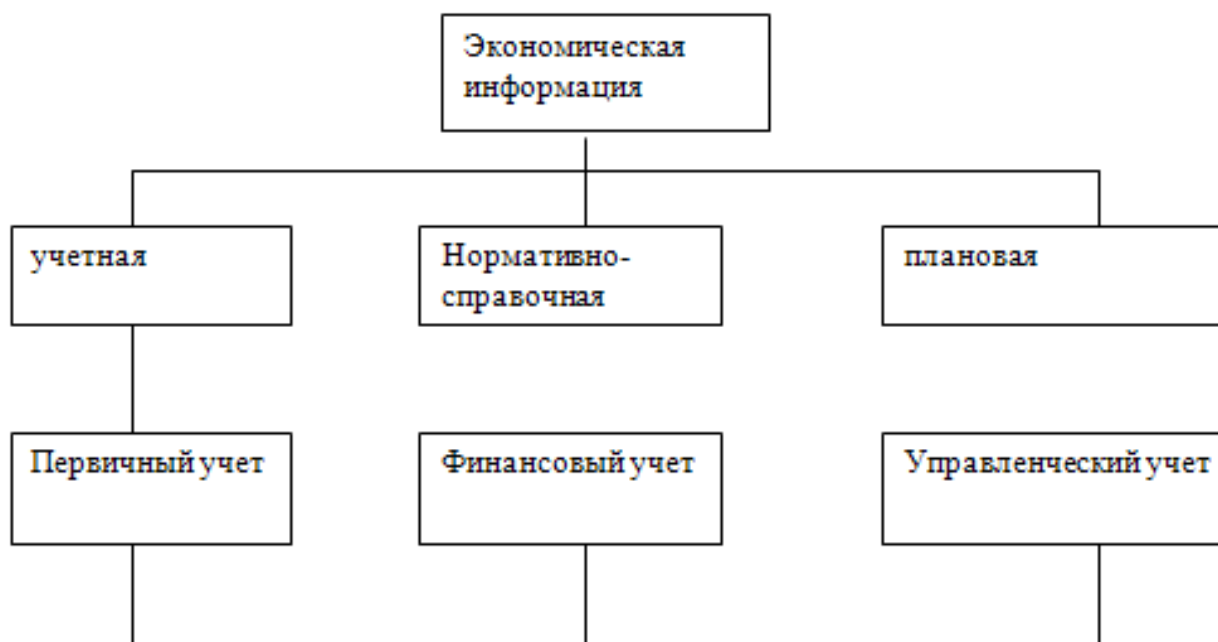 Экономическая
информация
учетная
Нормативно-
справочная
плановая
Первичный учет
Финансовый учет
Управленческий учет